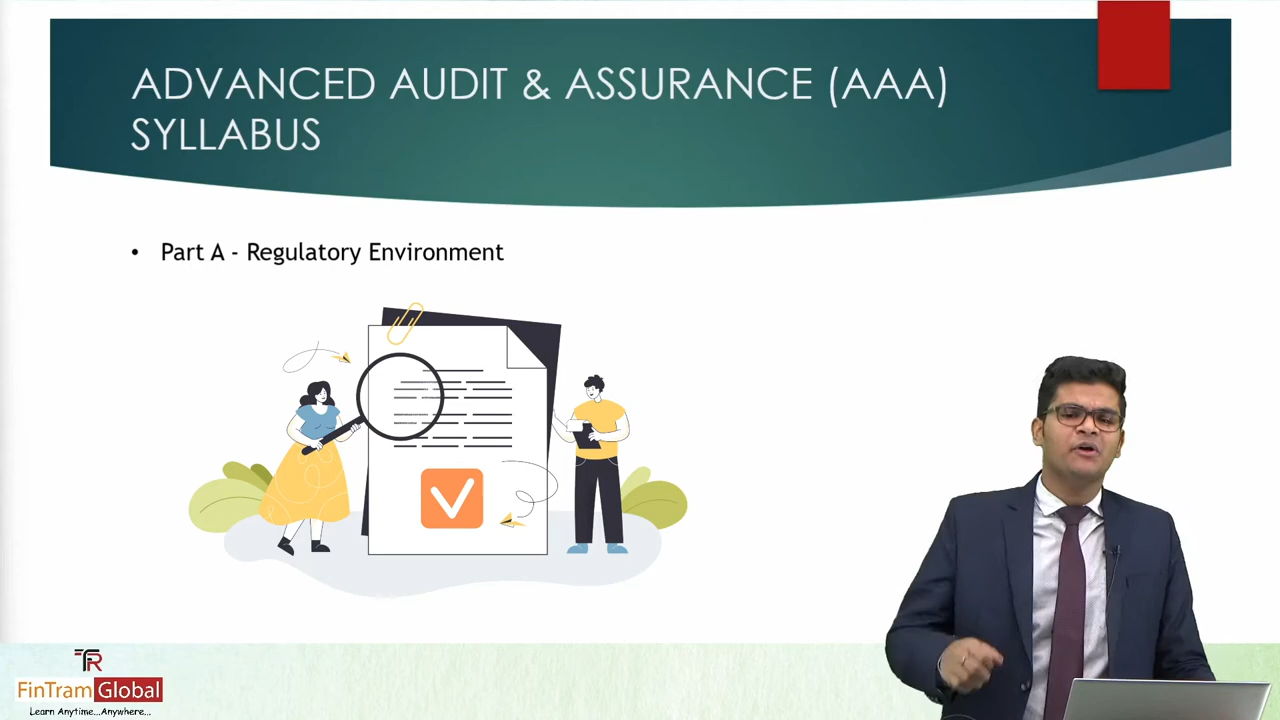 ADVANCED AUDIT & ASSURANCE (AAA)
SYLLABUS
• Part A - Regulatory Environment
FinTram Global
Learn Anytime...Anywhere...